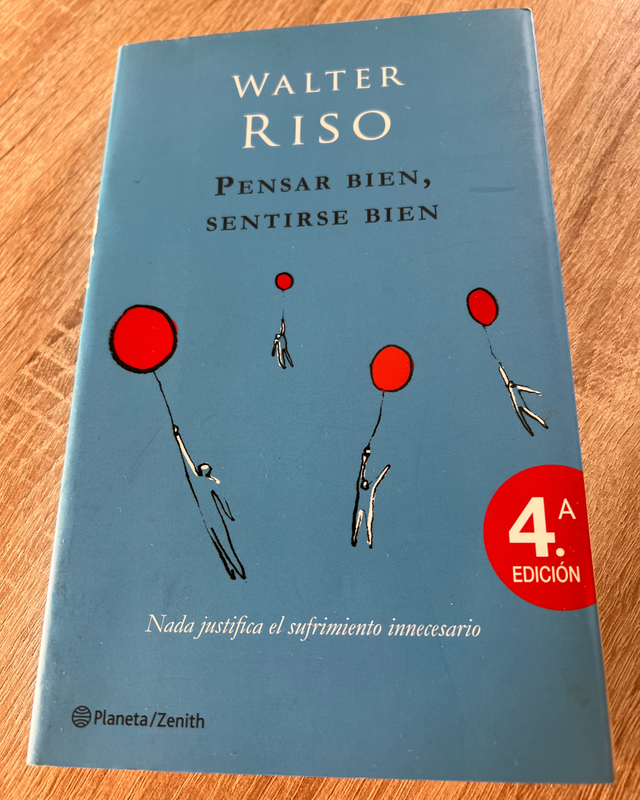 WALTER
RISO
PENSAR BIEN,
SENTIRSE BIEN
4.A
EDICIÓN
Nada justifica el sufrimiento innecesario
Planeta/Zenith